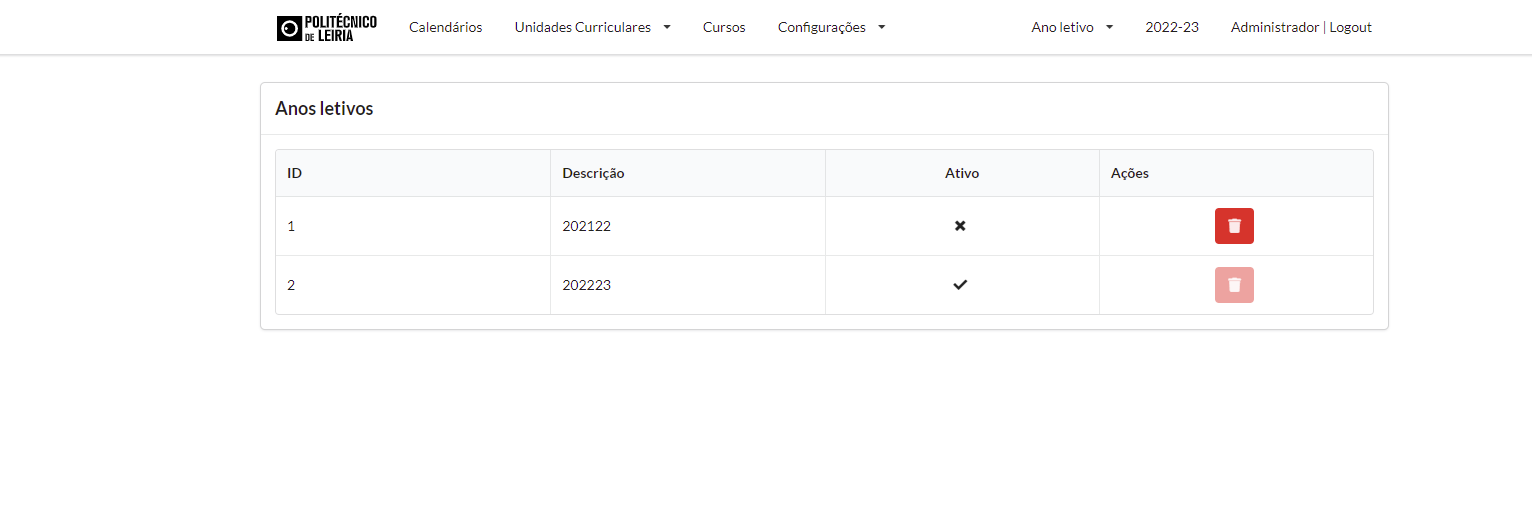 POLITÉCNICO
DE LEIRIA
Calendários Unidades Curriculares Cursos Configurações Ano letivo 2022-23 Administrador | Logout
Anos letivos
ID Descrição Ativo Ações
1 202122
2 202223